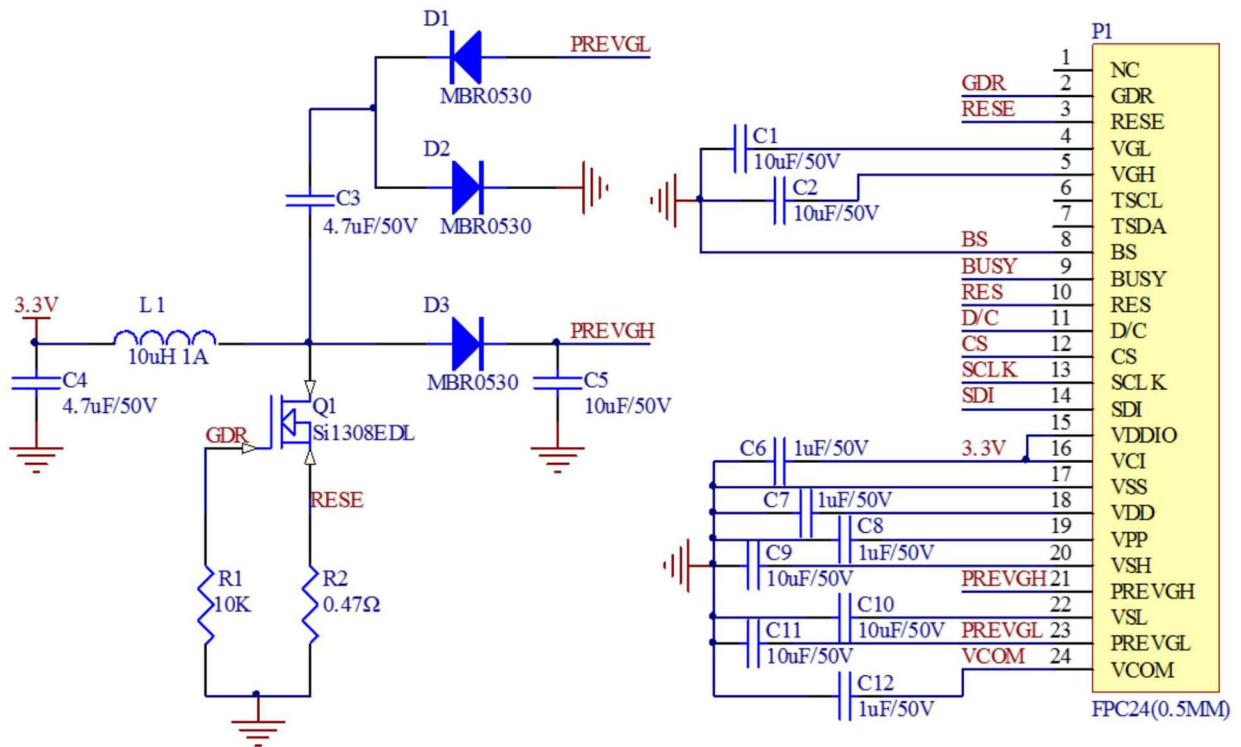 D1
PREVGL
MBR0530
D2
MBR0530
C3
4.7uF/50V
3.3V
L1
10uH 1A
D3
PREVGH
MBR0530
C4
4.7uF/50V
C5
10uF/50V
Q1
Si1308EDL
GDR
RESE
R1
10K
R2
0.47Ω
P1
1
NC
GDR
2
GDR
RESE
3
RESE
C1
10uF/50V
4
VGL
C2
10uF/50V
5
VGH
6
TSCL
7
TSDA
BS
8
BS
BUSY
9
BUSY
RES
10
RES
D/C
11
D/C
CS
12
CS
SCLK
13
SCLK
SDI
14
SDI
15
VDDIO
C6
1uF/50V
3.3V
16
VCI
17
VSS
C7
1uF/50V
18
VDD
C8
1uF/50V
19
VPP
C9
10uF/50V
20
VSH
PREVGH
21
PREVGH
C10
10uF/50V
22
VSL
C11
10uF/50V
PREVGL
23
PREVGL
VCOM
24
VCOM
C12
1uF/50V
FPC24(0.5MM)